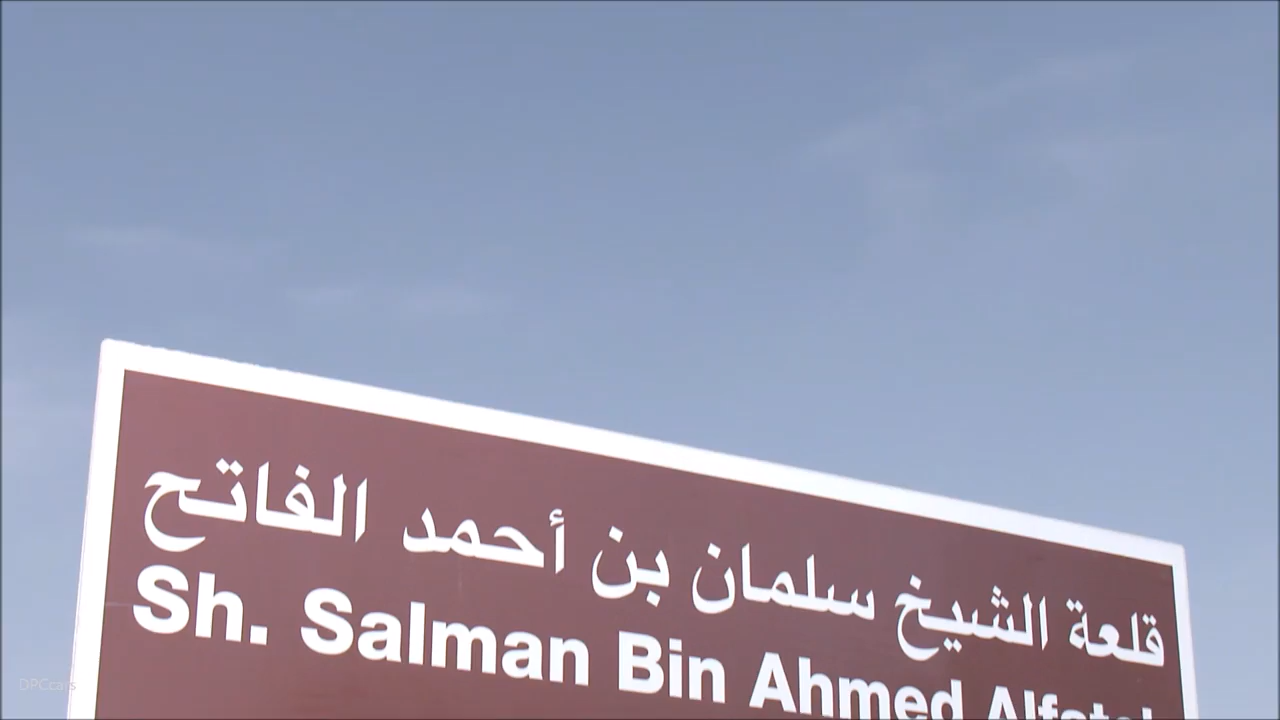 قلعة الشيخ سلمان بن أحمد الفاتح
Sh. Salman Bin Ahmed
DPCcars